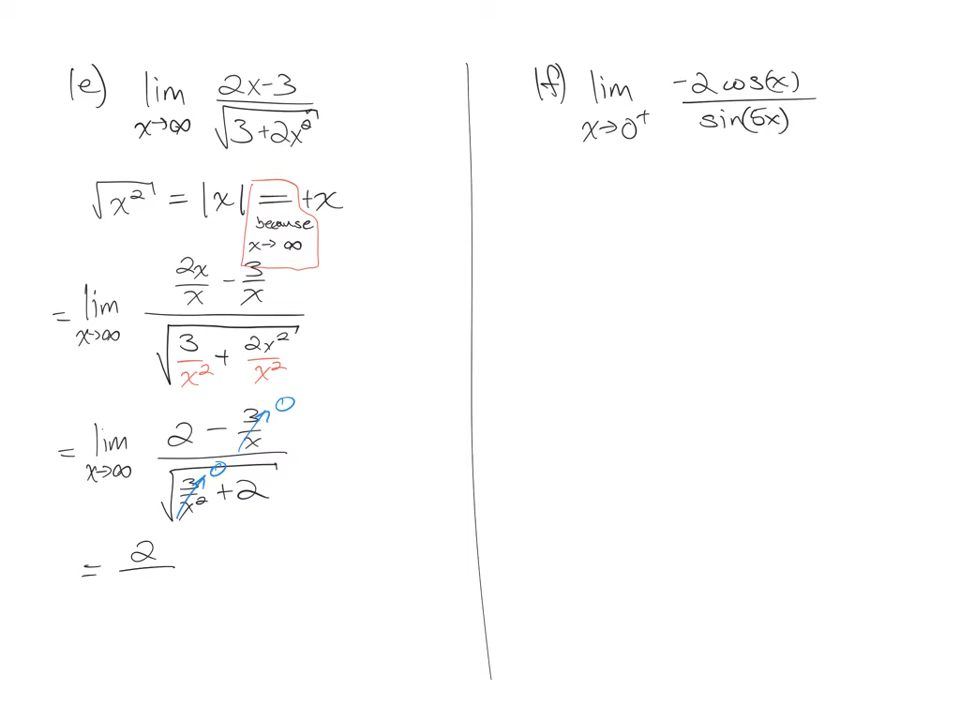 (e) lim x→∞ (2x-3)/√(3+2x²)
√(x²) = |x| = +x
because
x→∞
= lim x→∞ (2x/x - 3/x)/√(3/x² + 2x²/x²)
= lim x→∞ (2 - 3/x ↗0)/√(3/x² ↗0 + 2)
= 2/
(f) lim x→0⁺ (-2cos(x))/(sin(5x))